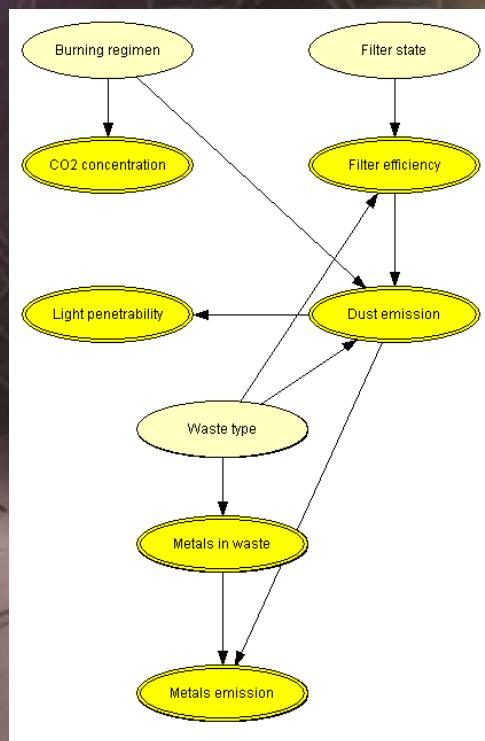 Burning regimen
Filter state
CO2 concentration
Filter efficiency
Light penetrability
Dust emission
Waste type
Metals in waste
Metals emission